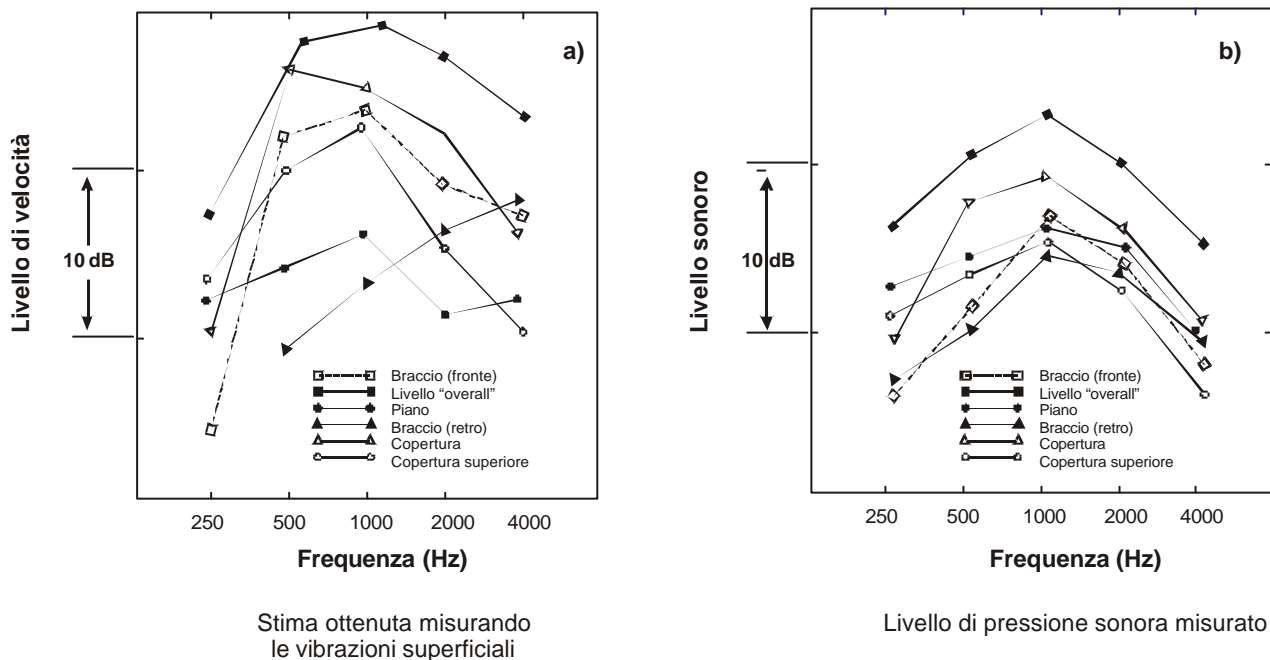 a)
Livello di velocità
10 dB
Braccio (fronte)
Livello "overall"
Piano
Braccio (retro)
Copertura
Copertura superiore
250 500 1000 2000 4000
Frequenza (Hz)
Stima ottenuta misurando
le vibrazioni superficiali
b)
Livello sonoro
10 dB
Braccio (fronte)
Livello "overall"
Piano
Braccio (retro)
Copertura
Copertura superiore
250 500 1000 2000 4000
Frequenza (Hz)
Livello di pressione sonora misurato